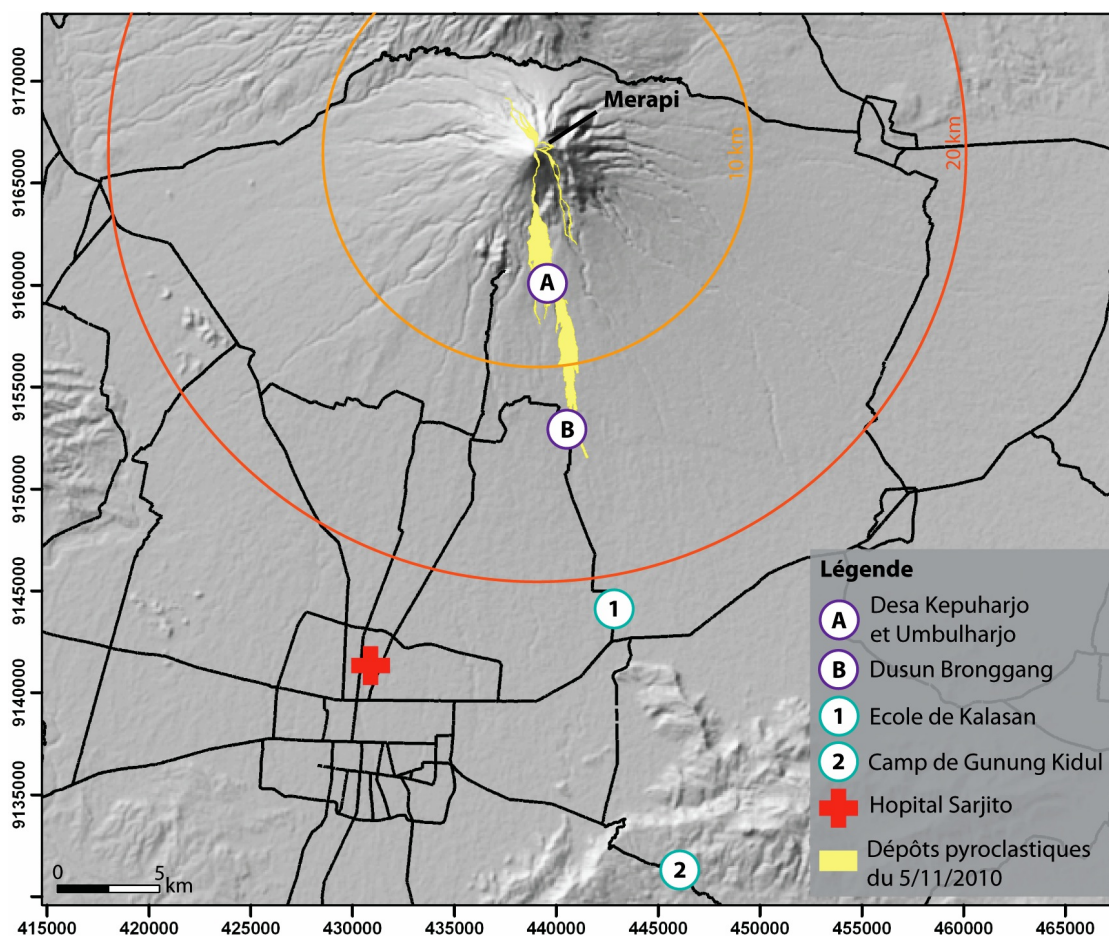 9170000
9165000
9160000
9155000
9150000
9145000
9140000
9135000
Merapi
10 km
20 km
A
B
1
2
Légende
A Desa Kepuharjo
et Umbulharjo
B Dusun Bronggang
1 Ecole de Kalasan
2 Camp de Gunung Kidul
Hopital Sarjito
Dépôts pyroclastiques
du 5/11/2010
0 5
km
415000 420000 425000 430000 435000 440000 445000 450000 455000 460000 465000